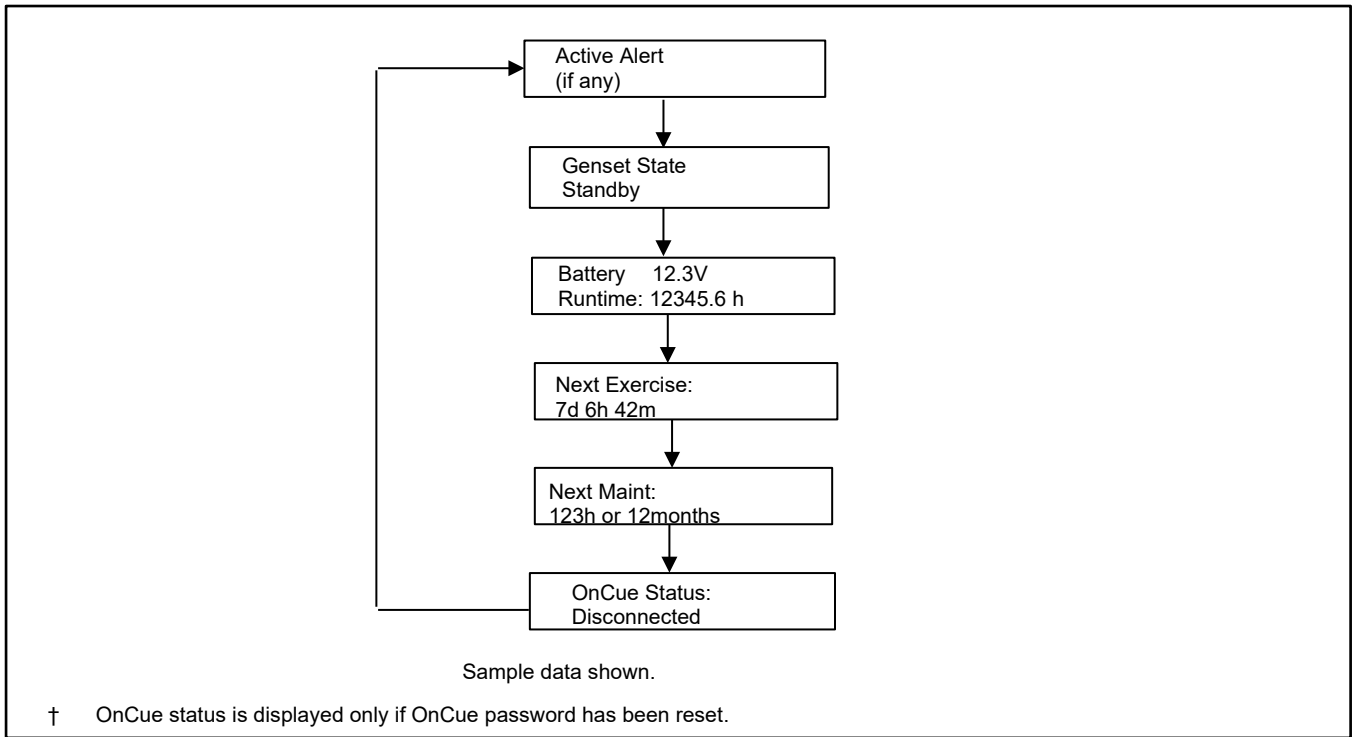 Active Alert
(if any)
Genset State
Standby
Battery 12.3V
Runtime: 12345.6 h
Next Exercise:
7d 6h 42m
Next Maint:
123h or 12months
OnCue Status:
Disconnected
Sample data shown.
† OnCue status is displayed only if OnCue password has been reset.